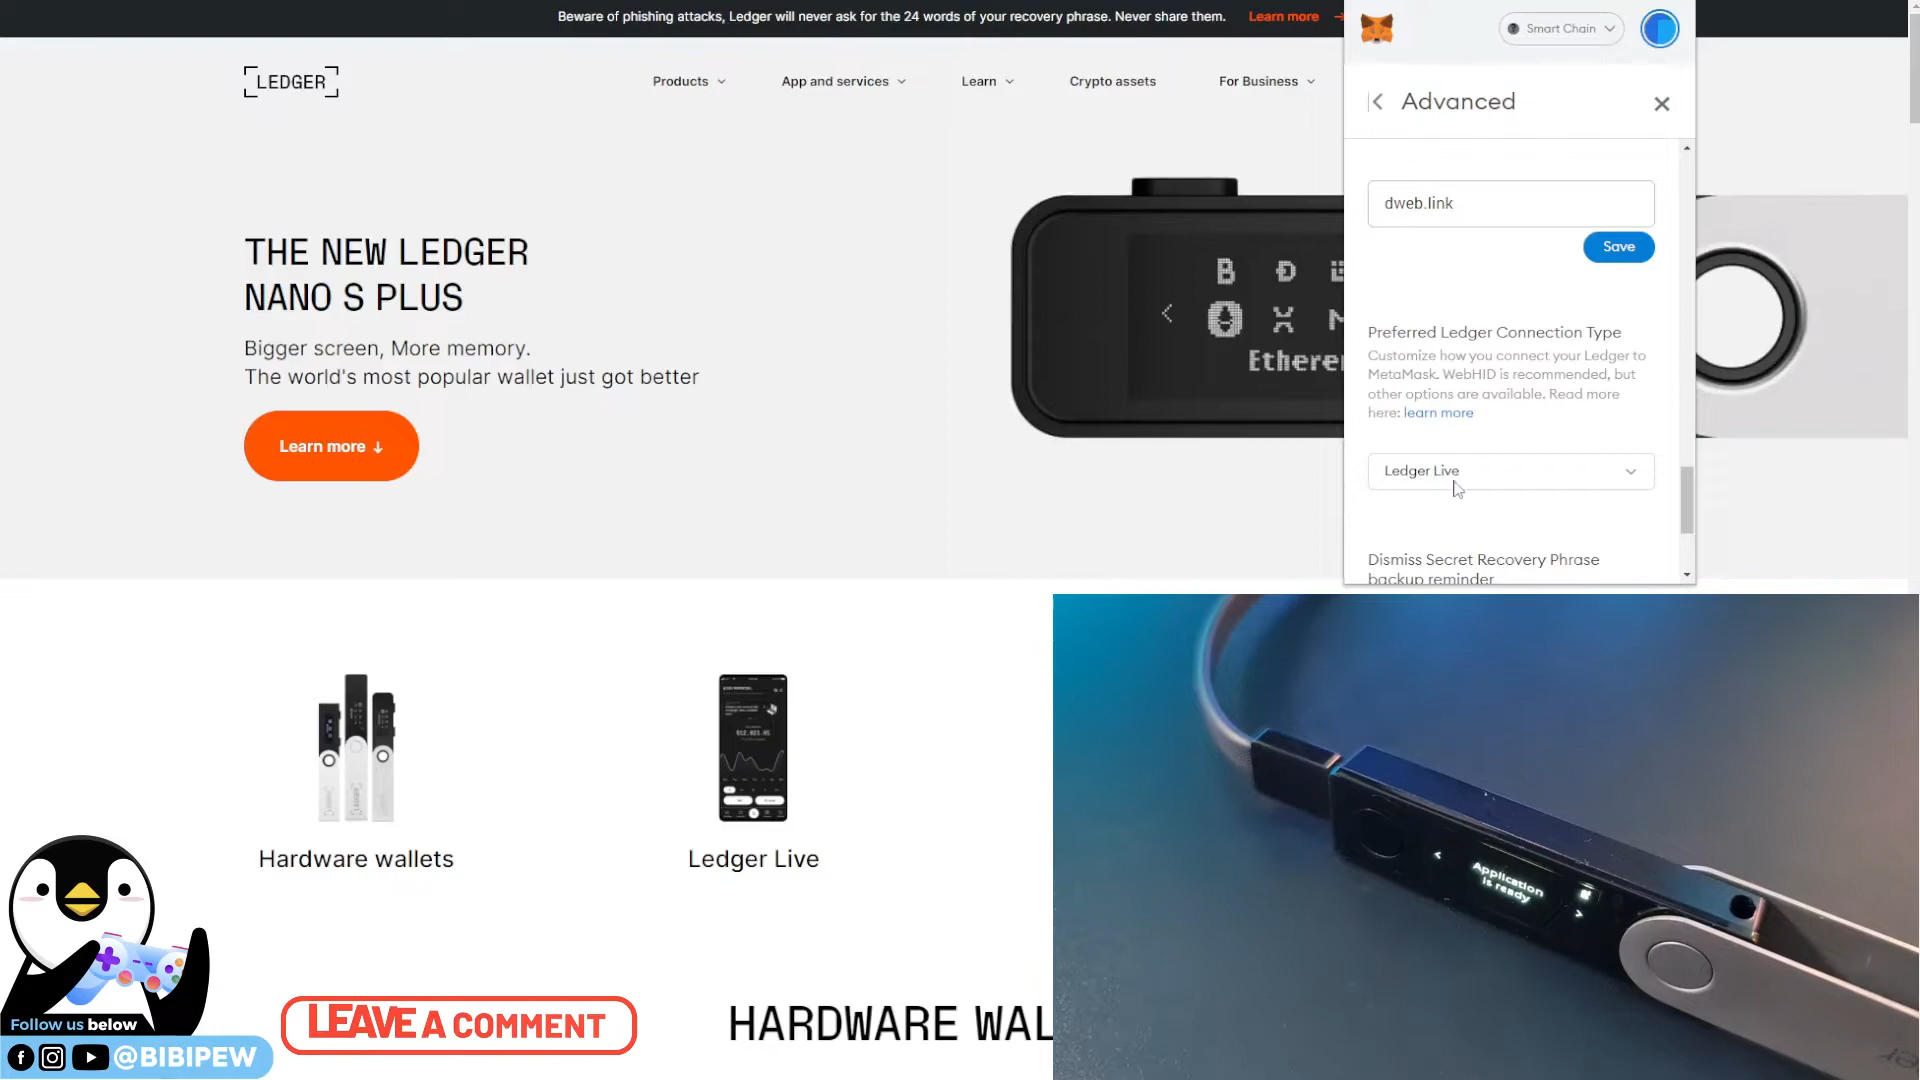 Beware of phishing attacks, Ledger will never ask for the 24 words of your recovery phrase. Never share them. Learn more →
LEDGER
Products
App and services
Learn
Crypto assets
For Business
Smart Chain
Advanced
dweb.link
Save
THE NEW LEDGER
NANO S PLUS
Bigger screen, More memory.
The world's most popular wallet just got better
Learn more ↓
Preferred Ledger Connection Type
Customize how you connect your Ledger to
MetaMask. WebHID is recommended, but
other options are available. Read more
here: learn more
Ledger Live
Dismiss Secret Recovery Phrase
backup reminder
Hardware wallets
Ledger Live
Application
is ready
Follow us below
@BIBIPEW
LEAVE A COMMENT
HARDWARE WAL